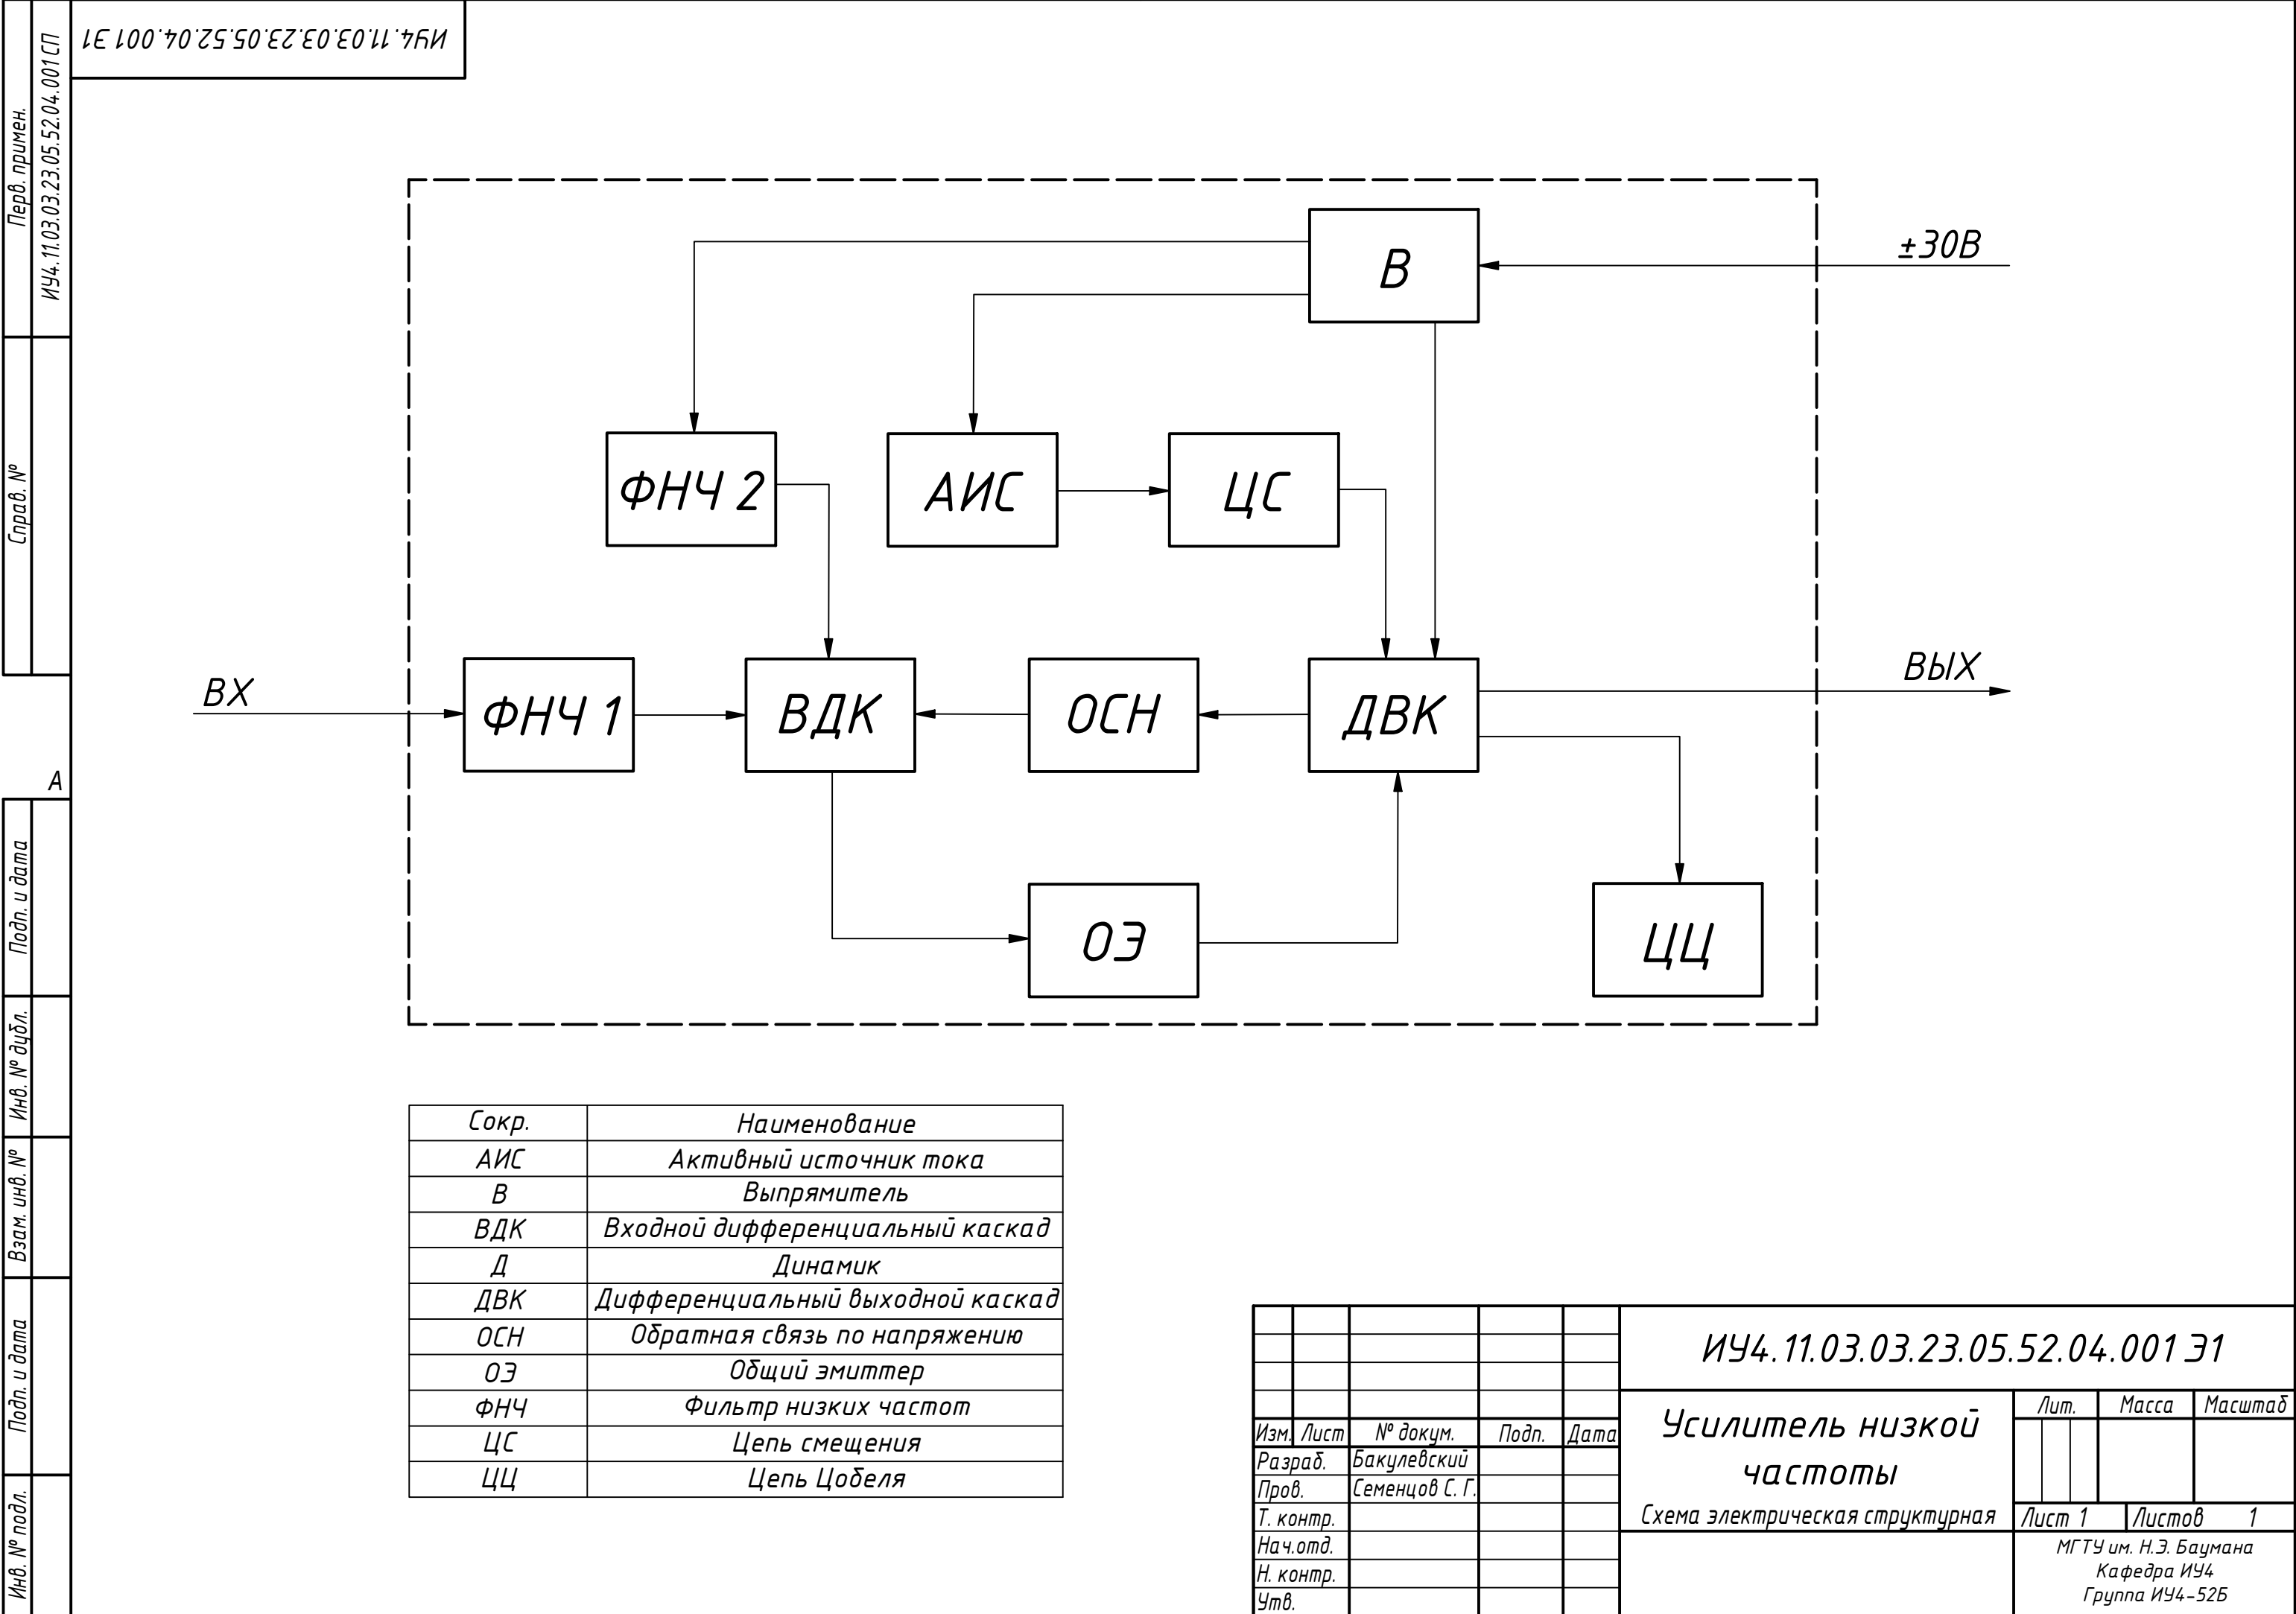 ИУ4.11.03.03.23.05.52.04.001 Э1
Перв. примен.
ИУ4.11.03.03.23.05.52.04.001 СП
Справ. №
А
Подп. и дата
Инв. № дубл.
Взам. инв. №
Подп. и дата
Инв. № подл.
В
±30В
ФНЧ 2
АИС
ЦС
ВХ
ФНЧ 1
ВДК
ОСН
ДВК
ВЫХ
ОЭ
ЦЦ
Сокр. Наименование
АИС Активный источник тока
В Выпрямитель
ВДК Входной дифференциальный каскад
Д Динамик
ДВК Дифференциальный выходной каскад
ОСН Обратная связь по напряжению
ОЭ Общий эмиттер
ФНЧ Фильтр низких частот
ЦС Цепь смещения
ЦЦ Цепь Цобеля
ИУ4.11.03.03.23.05.52.04.001 Э1
Изм. Лист № докум. Подп. Дата
Разраб. Бакулевский
Пров. Семенцов С. Г.
Т. контр.
Нач.отд.
Н. контр.
Утв.
Усилитель низкой
частоты
Схема электрическая структурная
Лит. Масса Масштаб
Лист 1 Листов 1
МГТУ им. Н.Э. Баумана
Кафедра ИУ4
Группа ИУ4-52Б